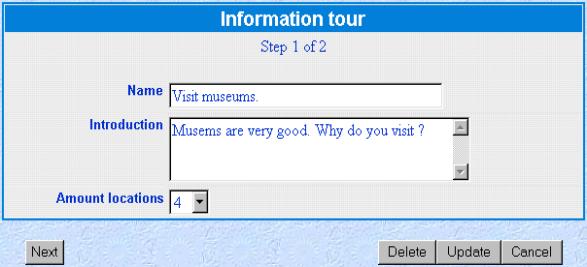 Information tour
Step 1 of 2
Name Visit museums.
Introduction Musems are very good. Why do you visit ?
Amount locations 4
Next Delete Update Cancel